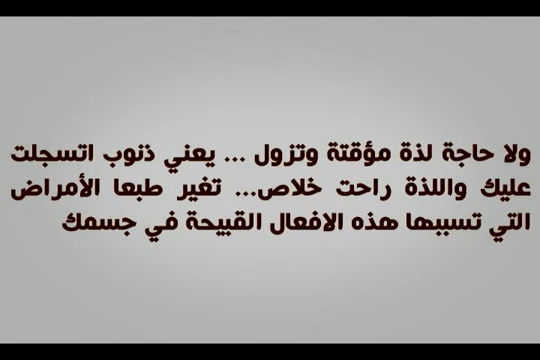 ولا حاجة لذة مؤقتة وتزول ... يعني ذنوب اتسجلت
عليك واللذة راحت خلاص... تغير طبعا الأمراض
التي تسببها هذه الافعال القبيحة في جسمك